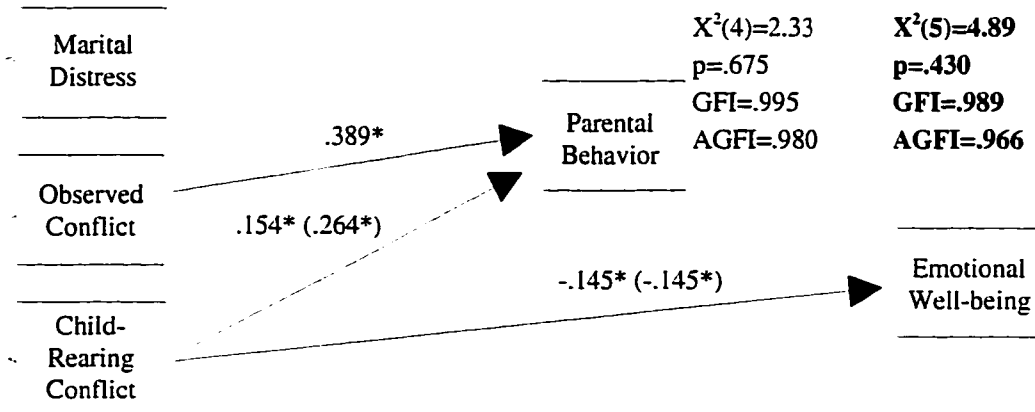 Marital
Distress
X²(4)=2.33
p=.675
GFI=.995
AGFI=.980
X²(5)=4.89
p=.430
GFI=.989
AGFI=.966
Parental
Behavior
.389*
Observed
Conflict
.154* (.264*)
-.145* (-.145*)
Emotional
Well-being
Child-
Rearing
Conflict